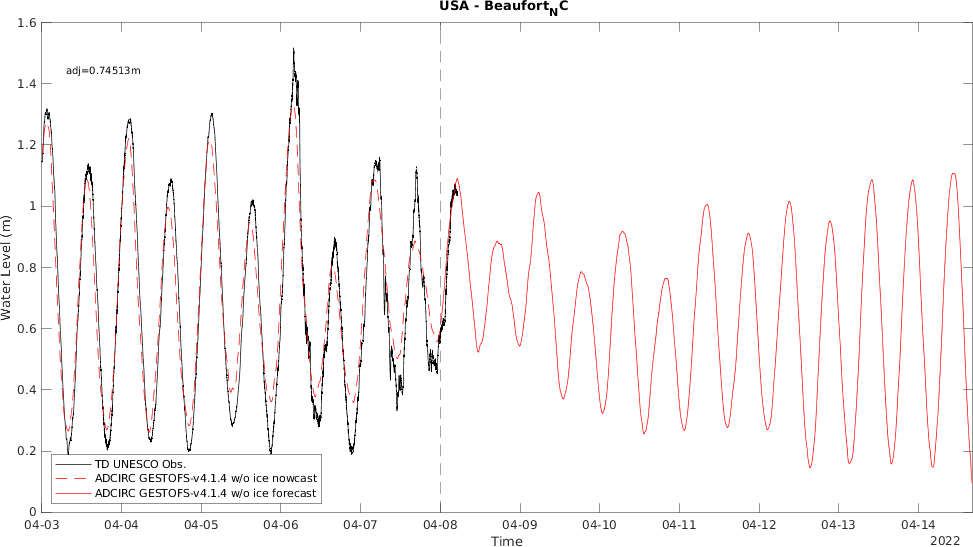 USA - Beaufort_NC
adj=0.74513m
1.6
1.4
1.2
1
0.8
0.6
0.4
0.2
0
Water Level (m)
TD UNESCO Obs.
ADCIRC GESTOFS-v4.1.4 w/o ice nowcast
ADCIRC GESTOFS-v4.1.4 w/o ice forecast
04-03 04-04 04-05 04-06 04-07 04-08 04-09 04-10 04-11 04-12 04-13 04-14
Time
2022